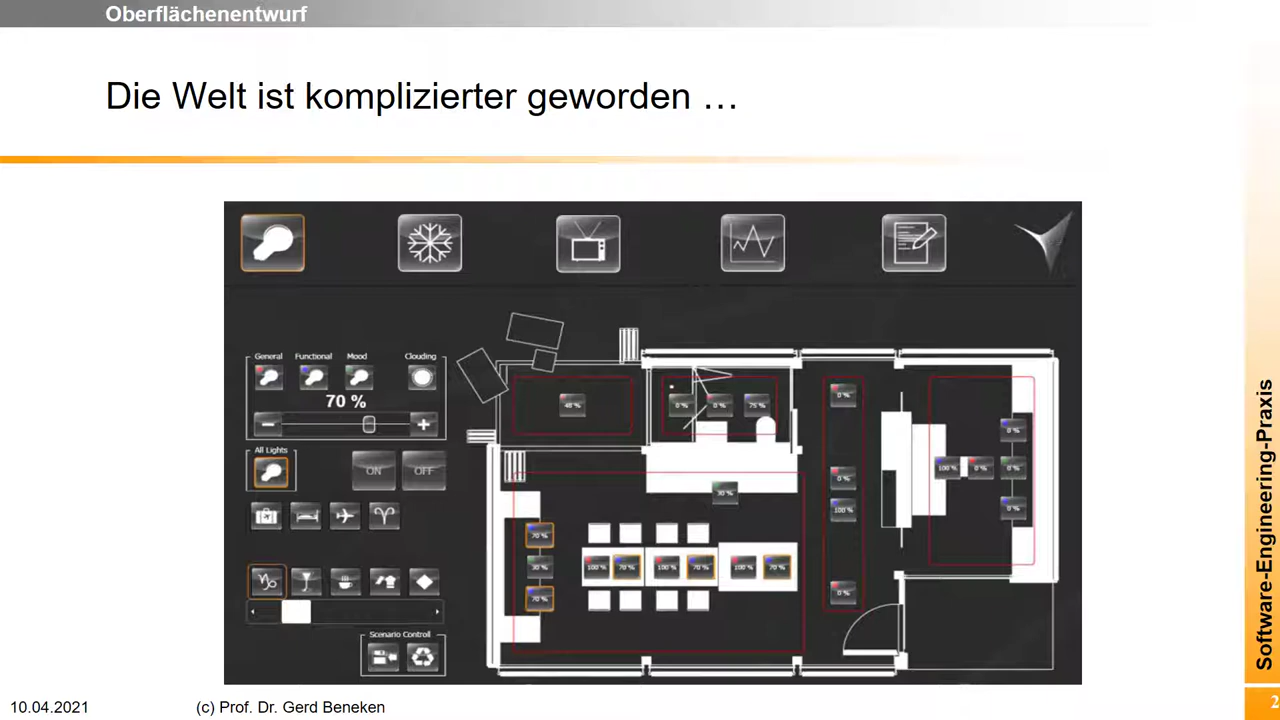 Oberflächenentwurf
Die Welt ist komplizierter geworden …
General Functional Mood Clouding
70 %
All Lights
ON OFF
Scenario Controll
48 %
0 % 0 % 75 %
30 %
70 %
30 %
70 %
100 % 70 % 100 % 70 % 100 % 70 %
0 %
0 %
100 %
0 %
0 %
100 % 0 % 0 %
0 %
Software-Engineering-Praxis
10.04.2021
(c) Prof. Dr. Gerd Beneken
2